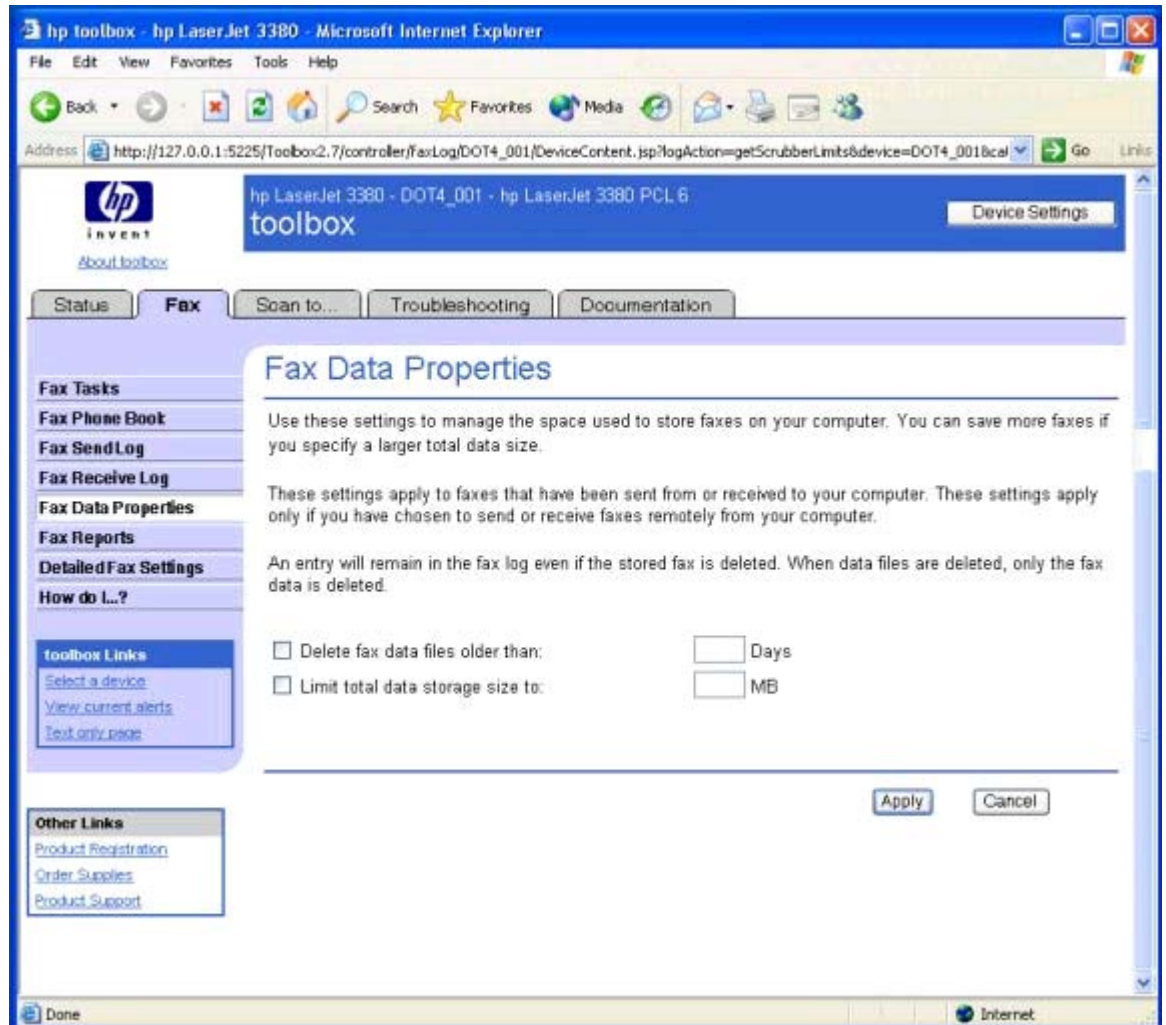 hp toolbox - hp LaserJet 3380 - Microsoft Internet Explorer
File Edit View Favorites Tools Help
Back Search Favorites Media
Address http://127.0.0.1:5225/Toolbox2.7/controller/FaxLog/DOT4_001/DeviceContent.jsp?logAction=getScrubberLimits&device=DOT4_001&cal Go Links
hp
invent
About toolbox
hp LaserJet 3380 - DOT4_001 - hp LaserJet 3380 PCL 6
toolbox
Device Settings
Status Fax Scan to... Troubleshooting Documentation
Fax Tasks
Fax Phone Book
Fax Send Log
Fax Receive Log
Fax Data Properties
Fax Reports
Detailed Fax Settings
How do I...?
toolbox Links
Select a device
View current alerts
Text only page
Other Links
Product Registration
Order Supplies
Product Support
Fax Data Properties
Use these settings to manage the space used to store faxes on your computer. You can save more faxes if
you specify a larger total data size.
These settings apply to faxes that have been sent from or received to your computer. These settings apply
only if you have chosen to send or receive faxes remotely from your computer.
An entry will remain in the fax log even if the stored fax is deleted. When data files are deleted, only the fax
data is deleted.
Delete fax data files older than: Days
Limit total data storage size to: MB
Apply Cancel
Done Internet